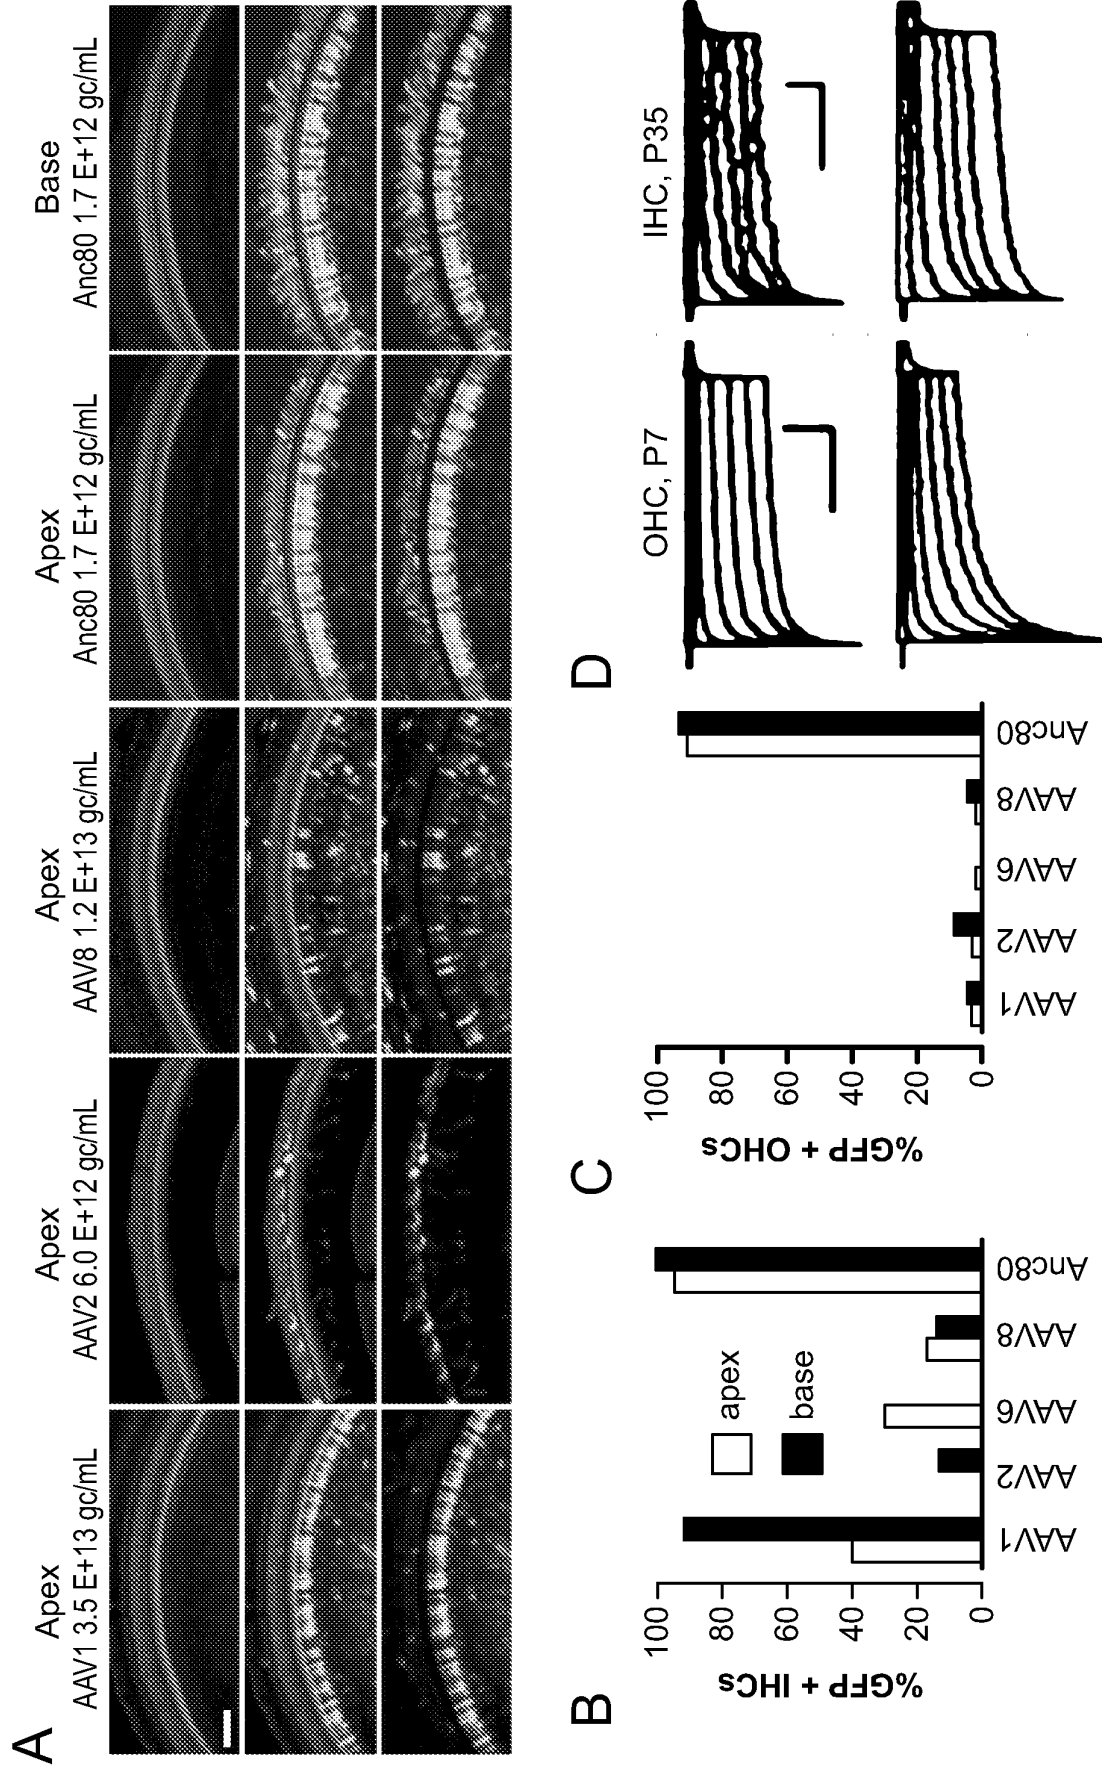 A
Apex
AAV1 3.5 E+13 gc/mL
Apex
AAV2 6.0 E+12 gc/mL
Apex
AAV8 1.2 E+13 gc/mL
Apex
Anc80 1.7 E+12 gc/mL
Base
Anc80 1.7 E+12 gc/mL
B
%GFP + IHCs
100
80
60
40
20
0
apex
base
AAV1
AAV2
AAV6
AAV8
Anc80
C
%GFP + OHCs
100
80
60
40
20
0
AAV1
AAV2
AAV6
AAV8
Anc80
D
OHC, P7
IHC, P35